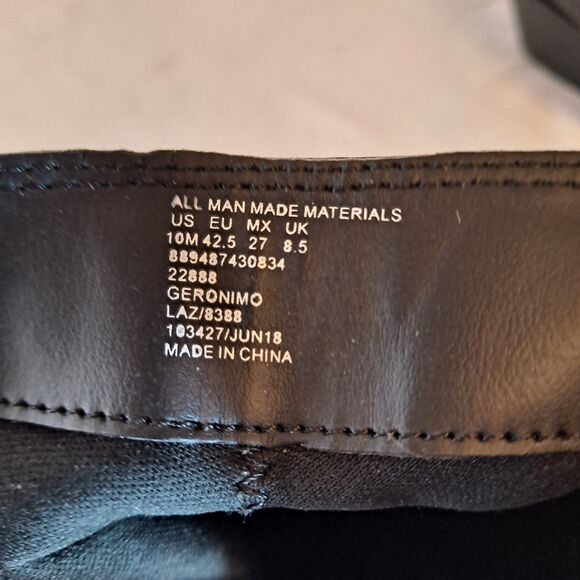 ALL MAN MADE MATERIALS
US EU MX UK
10M 42.5 27 8.5
889487430834
22888
GERONIMO
LAZ/8388
103427/JUN18
MADE IN CHINA